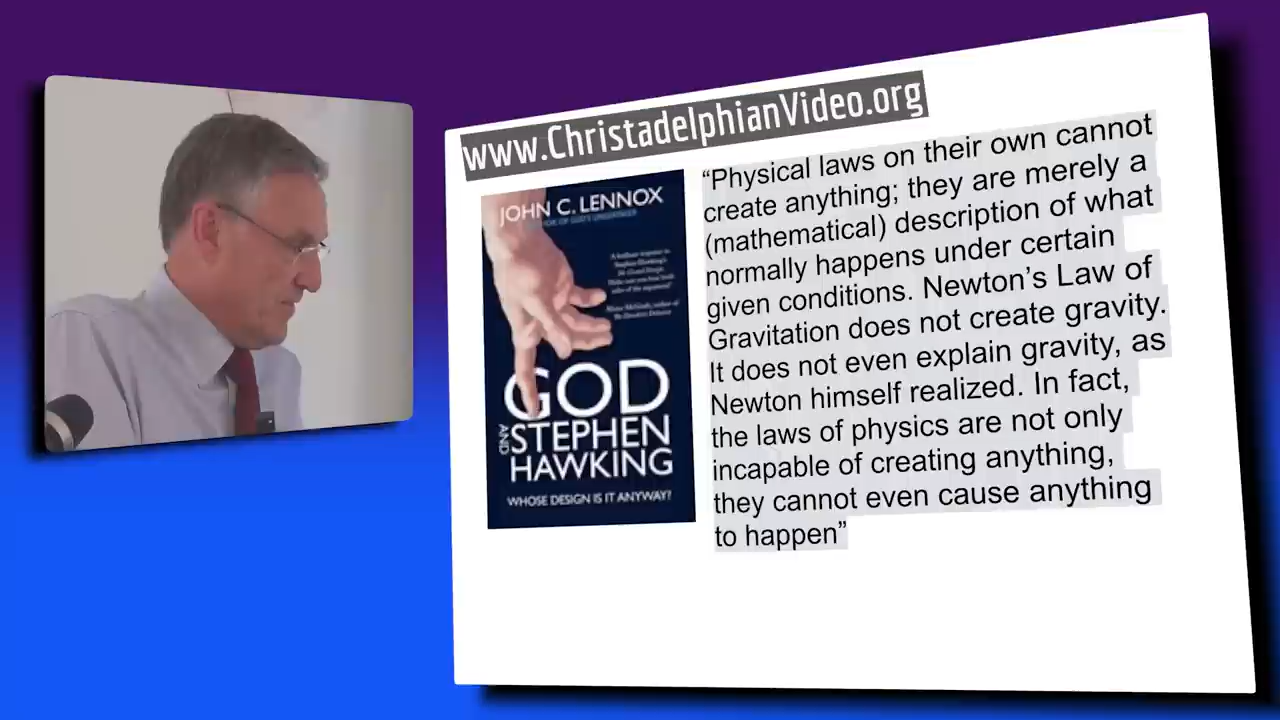 www.ChristadelphianVideo.org
JOHN C. LENNOX
GOD
AND
STEPHEN
HAWKING
WHOSE DESIGN IS IT ANYWAY?
“Physical laws on their own cannot
create anything; they are merely a
(mathematical) description of what
normally happens under certain
given conditions. Newton’s Law of
Gravitation does not create gravity.
It does not even explain gravity, as
Newton himself realized. In fact,
the laws of physics are not only
incapable of creating anything,
they cannot even cause anything
to happen”